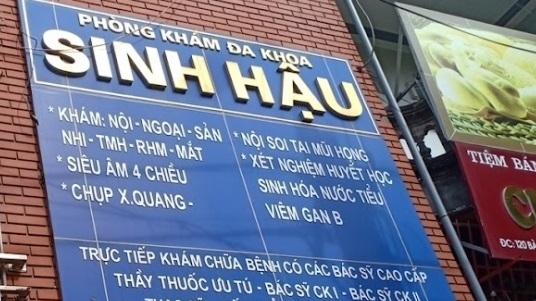 PHÒNG KHÁM ĐA KHOA
SINH HẬU
* KHÁM: NỘI - NGOẠI - SẢN
NHI - TMH - RHM - MẮT
* SIÊU ÂM 4 CHIỀU
* CHỤP X.QUANG -
* NỘI SOI TAI MŨI HỌNG
* XÉT NGHIỆM HUYẾT HỌC
SINH HÓA NƯỚC TIỂU
VIÊM GAN B
TRỰC TIẾP KHÁM CHỮA BỆNH CÓ CÁC BÁC SỸ CAO CẤP
THẦY THUỐC ƯU TÚ - BÁC SỸ CK I - BÁC SỸ CK II
TIỆM BÁN
ĐC: 120